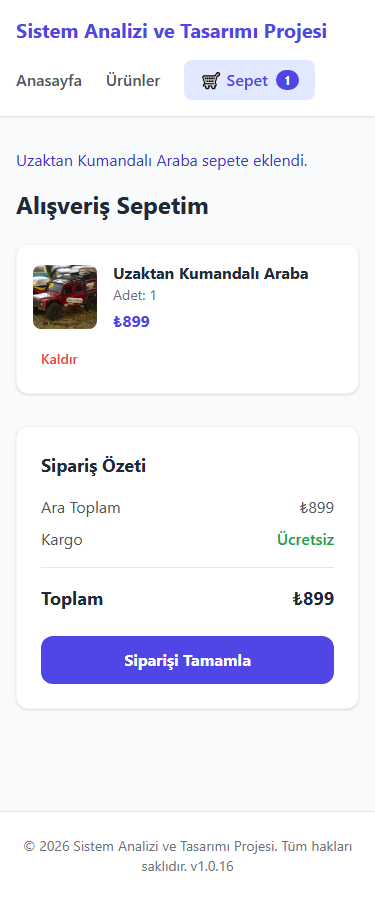 Sistem Analizi ve Tasarımı Projesi
Anasayfa Ürünler 🛒 Sepet 1
Uzaktan Kumandalı Araba sepete eklendi.
Alışveriş Sepetim
Uzaktan Kumandalı Araba
Adet: 1
₺899
Kaldır
Sipariş Özeti
Ara Toplam ₺899
Kargo Ücretsiz
Toplam ₺899
Siparişi Tamamla
© 2026 Sistem Analizi ve Tasarımı Projesi. Tüm hakları
saklıdır. v1.0.16